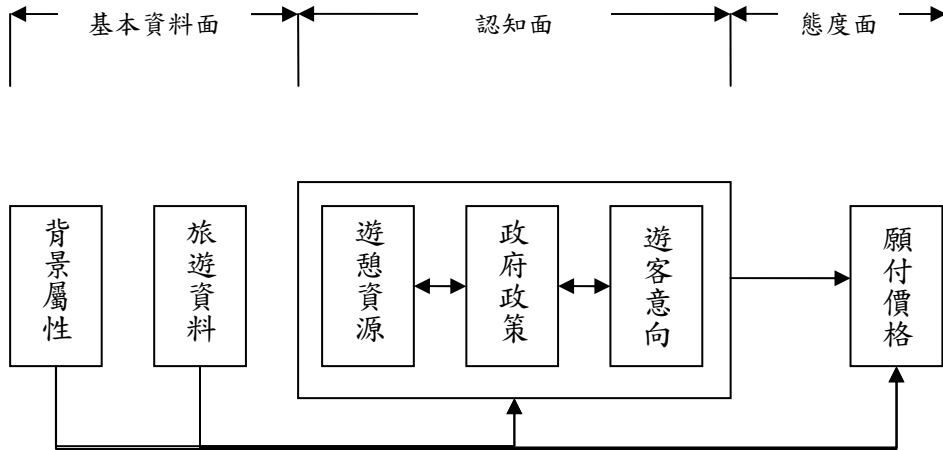 基本資料面
認知面
態度面
背景屬性
旅遊資料
遊憩資源
政府政策
遊客意向
願付價格